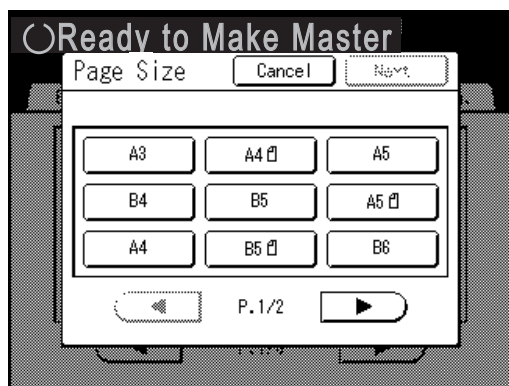 Ready to Make Master
Page Size Cancel Next
A3 A4 A5
B4 B5 A5
A4 B5 B6
P.1/2